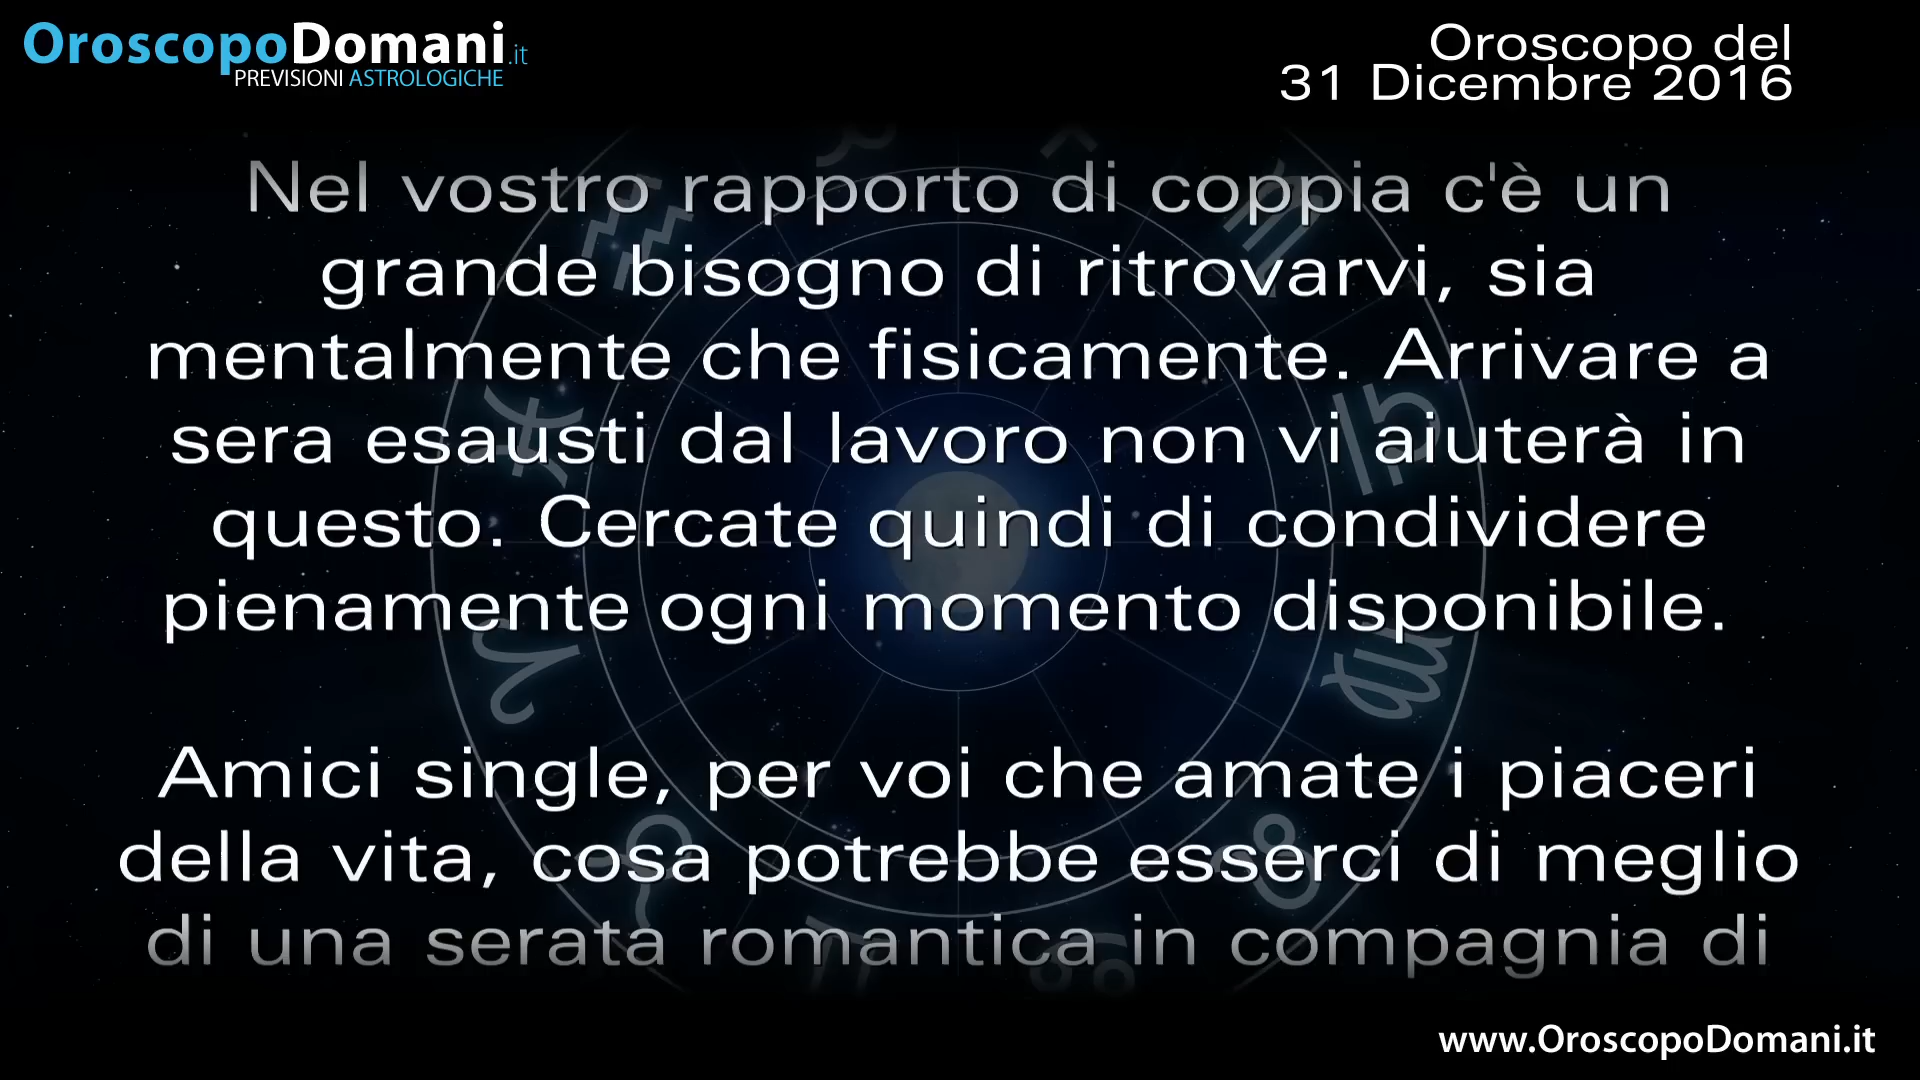 OroscopoDomani.it
PREVISIONI ASTROLOGICHE
Oroscopo del
31 Dicembre 2016
Nel vostro rapporto di coppia c'è un
grande bisogno di ritrovarvi, sia
mentalmente che fisicamente. Arrivare a
sera esausti dal lavoro non vi aiuterà in
questo. Cercate quindi di condividere
pienamente ogni momento disponibile.
Amici single, per voi che amate i piaceri
della vita, cosa potrebbe esserci di meglio
di una serata romantica in compagnia di
www.OroscopoDomani.it